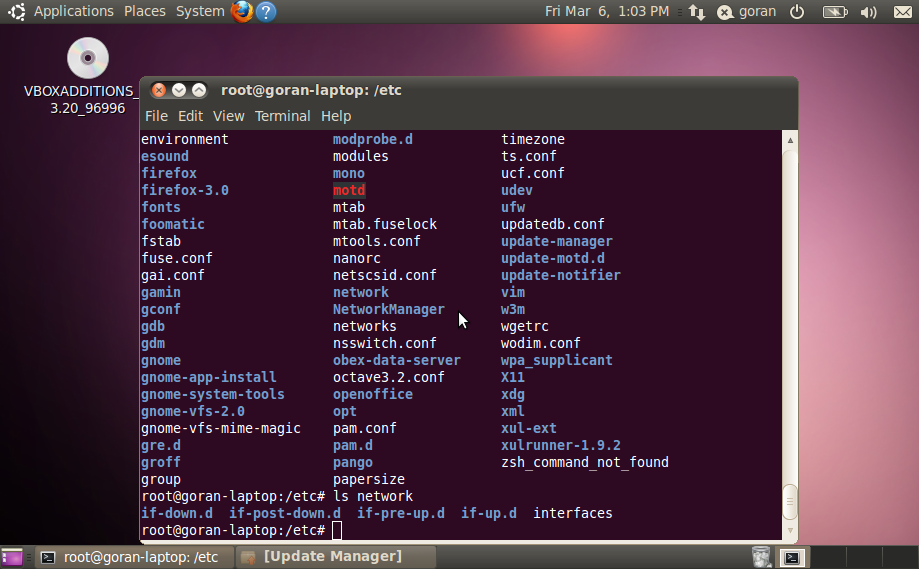 Applications Places System ? Fri Mar 6, 1:03 PM goran
VBOXADDITIONS_
3.20_96996
root@goran-laptop: /etc
File Edit View Terminal Help
environment modprobe.d timezone
esound modules ts.conf
firefox mono ucf.conf
firefox-3.0 motd udev
fonts mtab ufw
foomatic mtab.fuselock updatedb.conf
fstab mtools.conf update-manager
fuse.conf nanorc update-motd.d
gai.conf netscsid.conf update-notifier
gamin network vim
gconf NetworkManager w3m
gdb networks wgetrc
gdm nsswitch.conf wodim.conf
gnome obex-data-server wpa_supplicant
gnome-app-install octave3.2.conf X11
gnome-system-tools openoffice xdg
gnome-vfs-2.0 opt xml
gnome-vfs-mime-magic pam.conf xul-ext
gre.d pam.d xulrunner-1.9.2
groff pango zsh_command_not_found
group papersize
root@goran-laptop:/etc# ls network
if-down.d if-post-down.d if-pre-up.d if-up.d interfaces
root@goran-laptop:/etc#
root@goran-laptop: /etc [Update Manager]